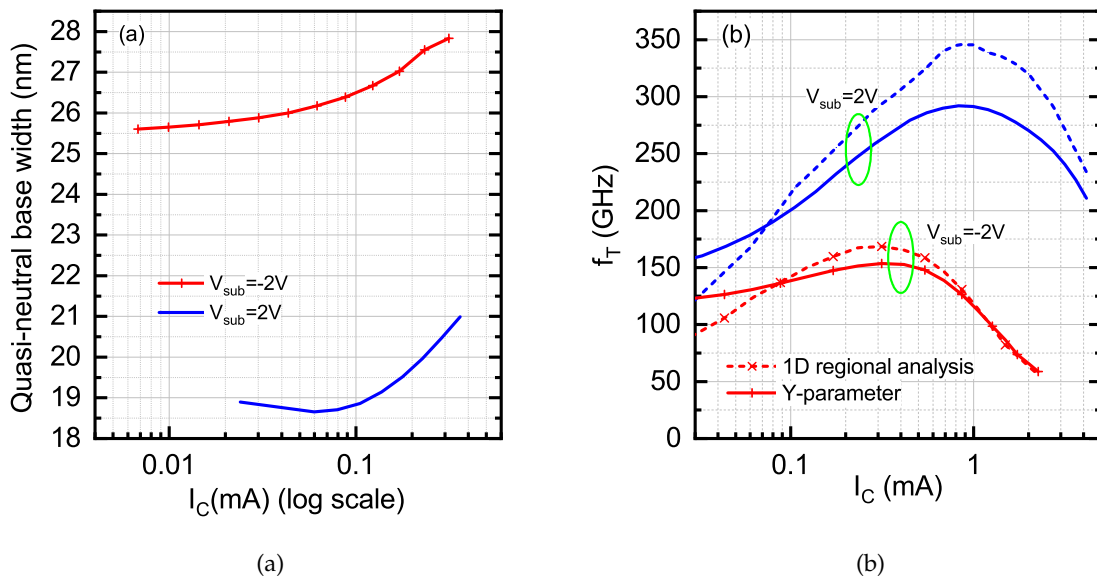 (a)
Quasi-neutral base width (nm)
28
27
26
25
24
23
22
21
20
19
18
V_sub=-2V
V_sub=2V
0.01
0.1
I_C(mA) (log scale)
(a)
(b)
f_T (GHz)
350
300
250
200
150
100
50
0
V_sub=2V
V_sub=-2V
1D regional analysis
Y-parameter
0.1
1
I_C (mA)
(b)